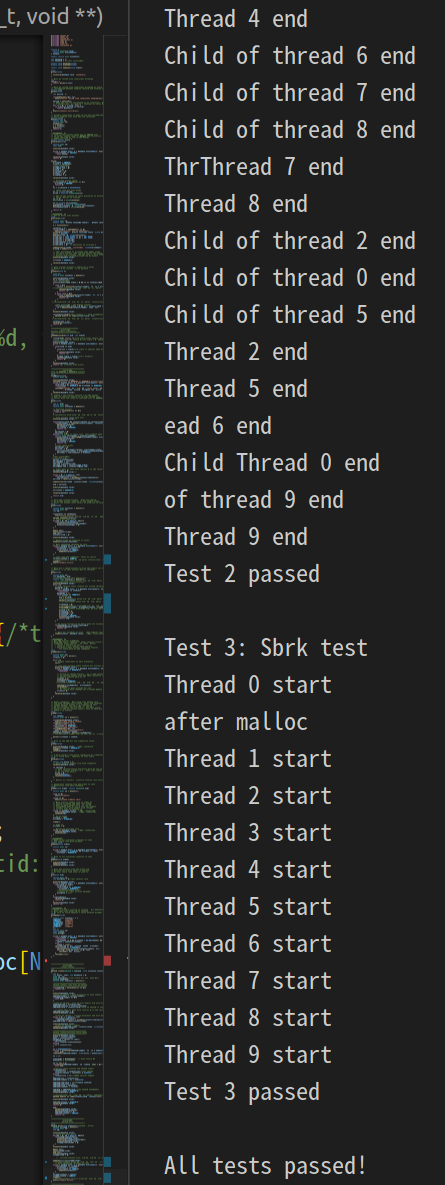 _t, void **)
Thread 4 end
Child of thread 6 end
Child of thread 7 end
Child of thread 8 end
ThrThread 7 end
Thread 8 end
Child of thread 2 end
Child of thread 0 end
Child of thread 5 end
%d,
Thread 2 end
Thread 5 end
ead 6 end
Child Thread 0 end
of thread 9 end
Thread 9 end
Test 2 passed
[/*t
Test 3: Sbrk test
Thread 0 start
after malloc
Thread 1 start
Thread 2 start
Thread 3 start
;
Thread 4 start
tid:
Thread 5 start
Thread 6 start
oc[N
Thread 7 start
Thread 8 start
Thread 9 start
Test 3 passed
All tests passed!